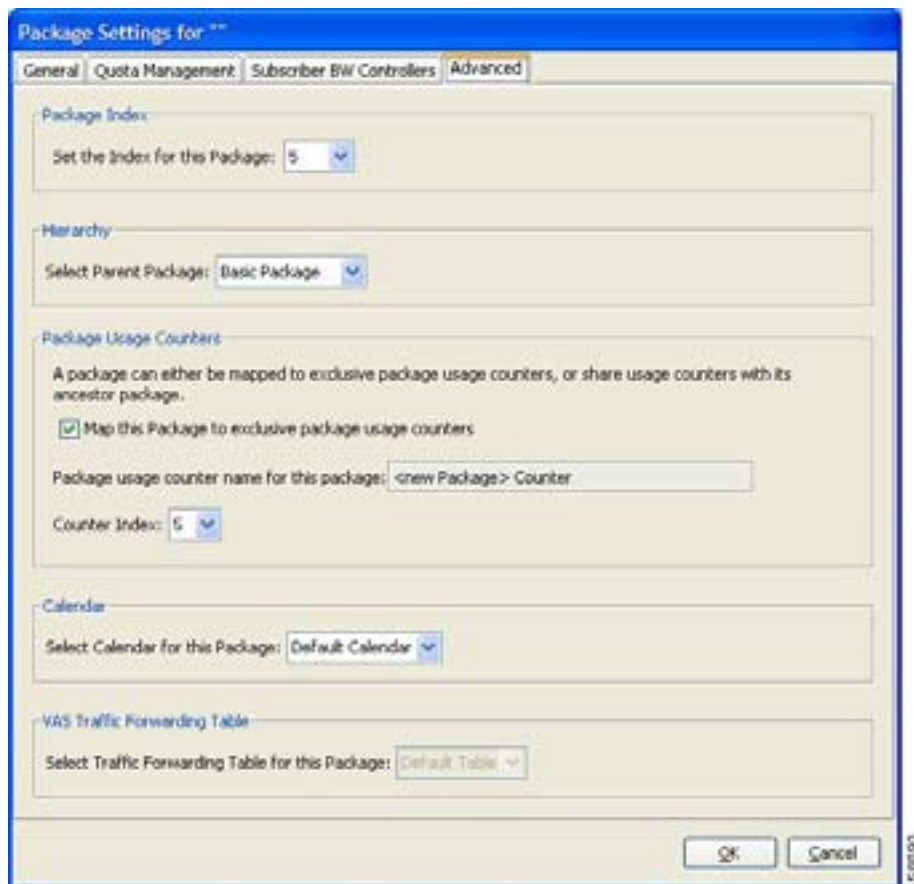 Package Settings for ""
General Quota Management Subscriber BW Controllers Advanced
Package Index
Set the Index for this Package: 5
Hierarchy
Select Parent Package: Basic Package
Package Usage Counters
A package can either be mapped to exclusive package usage counters, or share usage counters with its
ancestor package.
Map this Package to exclusive package usage counters
Package usage counter name for this package: <new Package> Counter
Counter Index: 5
Calendar
Select Calendar for this Package: Default Calendar
VAS Traffic Forwarding Table
Select Traffic Forwarding Table for this Package: Default Table
OK Cancel